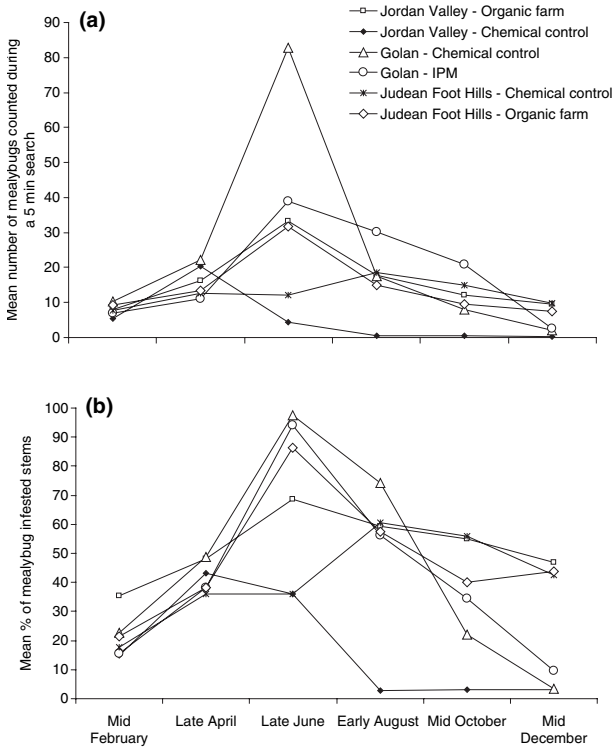 (a)
Jordan Valley - Organic farm
Jordan Valley - Chemical control
Golan - Chemical control
Golan - IPM
Judean Foot Hills - Chemical control
Judean Foot Hills - Organic farm
Mean number of mealybugs counted during
a 5 min search
90
80
70
60
50
40
30
20
10
0
(b)
Mean % of mealybug infested stems
100
90
80
70
60
50
40
30
20
10
0
Mid
February
Late April
Late June
Early August
Mid October
Mid
December